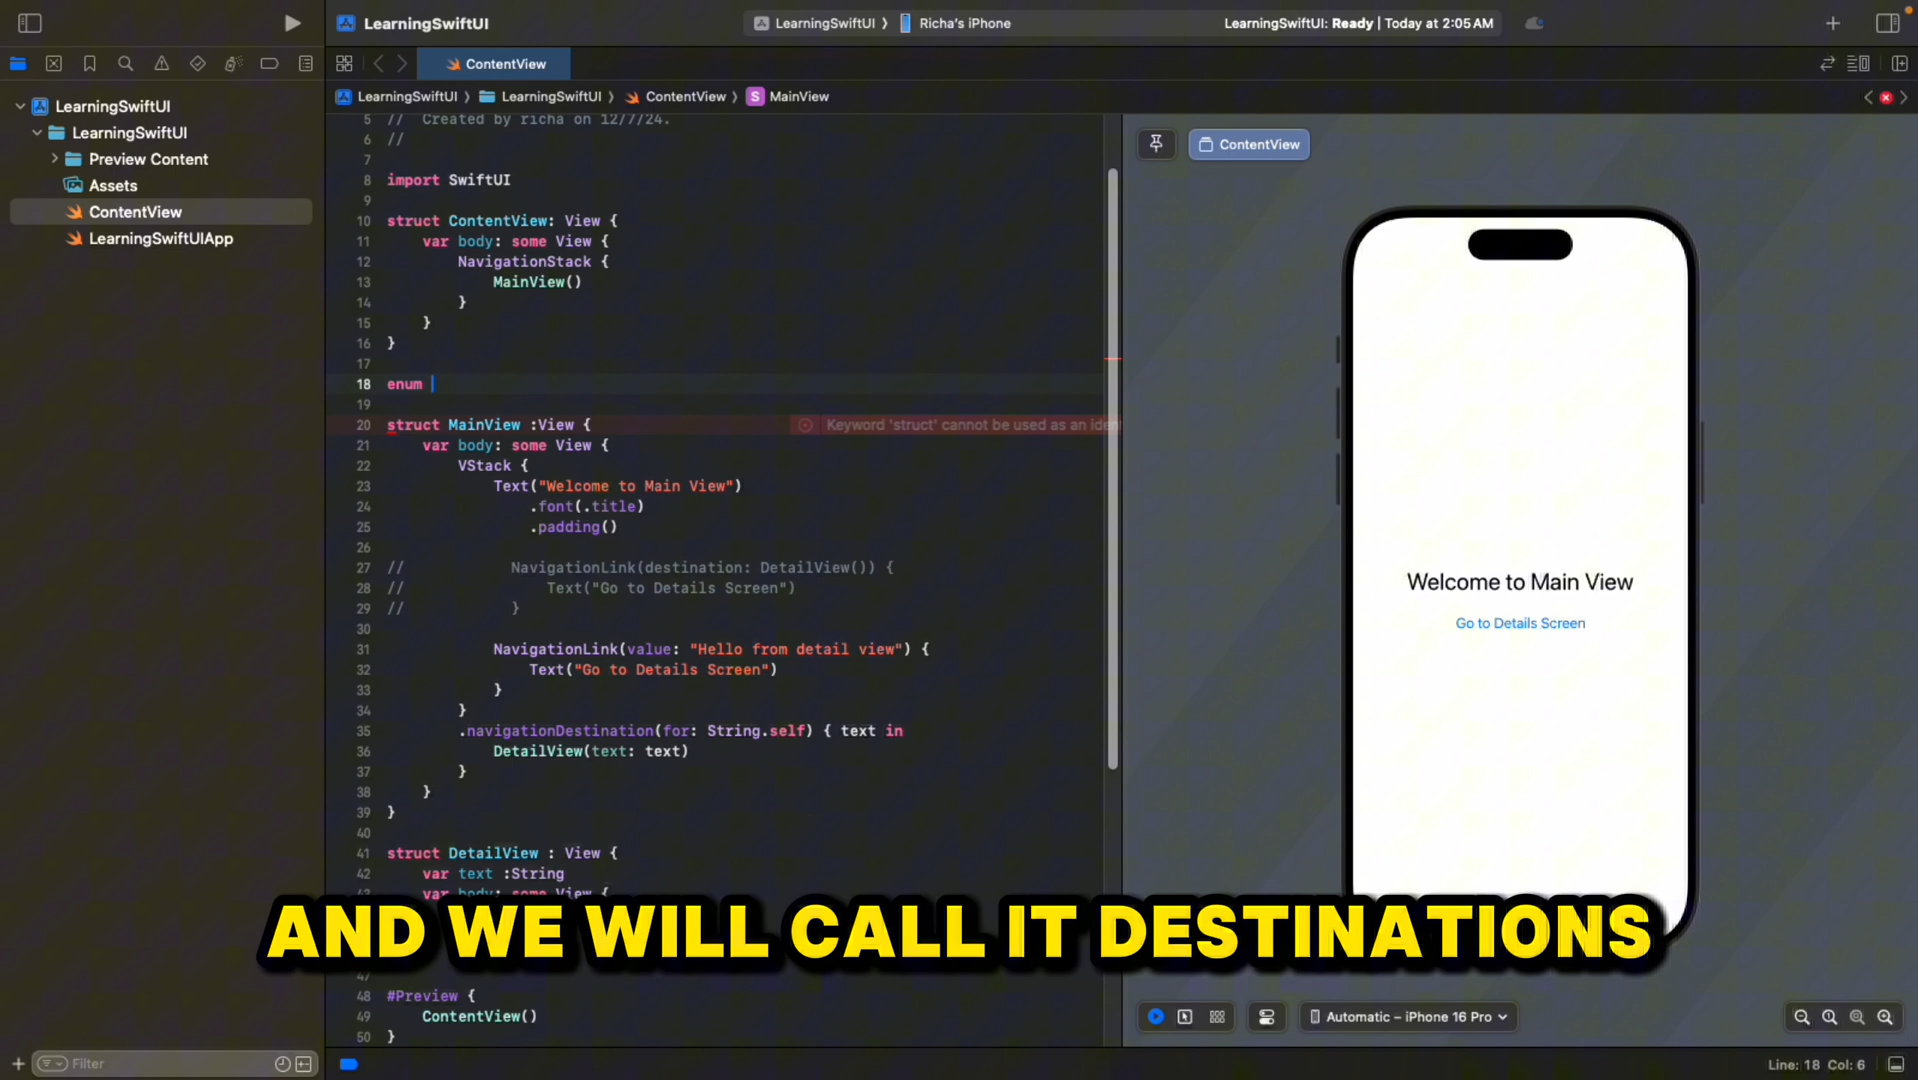 LearningSwiftUI
LearningSwiftUI
Richa's iPhone
LearningSwiftUI: Ready | Today at 2:05 AM
ContentView
LearningSwiftUI
LearningSwiftUI
ContentView
MainView
LearningSwiftUI
LearningSwiftUI
Preview Content
Assets
ContentView
LearningSwiftUIApp
5 //  Created by richa on 12/7/24.
6 //
7
8 import SwiftUI
9
10 struct ContentView: View {
11     var body: some View {
12         NavigationStack {
13             MainView()
14         }
15     }
16 }
17
18 enum
19
20 struct MainView :View {
Keyword 'struct' cannot be used as an iden
21     var body: some View {
22         VStack {
23             Text("Welcome to Main View")
24                 .font(.title)
25                 .padding()
26
27 //            NavigationLink(destination: DetailView()) {
28 //                Text("Go to Details Screen")
29 //            }
30
31             NavigationLink(value: "Hello from detail view") {
32                 Text("Go to Details Screen")
33             }
34         }
35         .navigationDestination(for: String.self) { text in
36             DetailView(text: text)
37         }
38     }
39 }
40
41 struct DetailView : View {
42     var text :String
43     var body: some View {
48 #Preview {
49     ContentView()
50 }
ContentView
Welcome to Main View
Go to Details Screen
AND WE WILL CALL IT DESTINATIONS
Automatic – iPhone 16 Pro
Filter
Line: 18 Col: 6